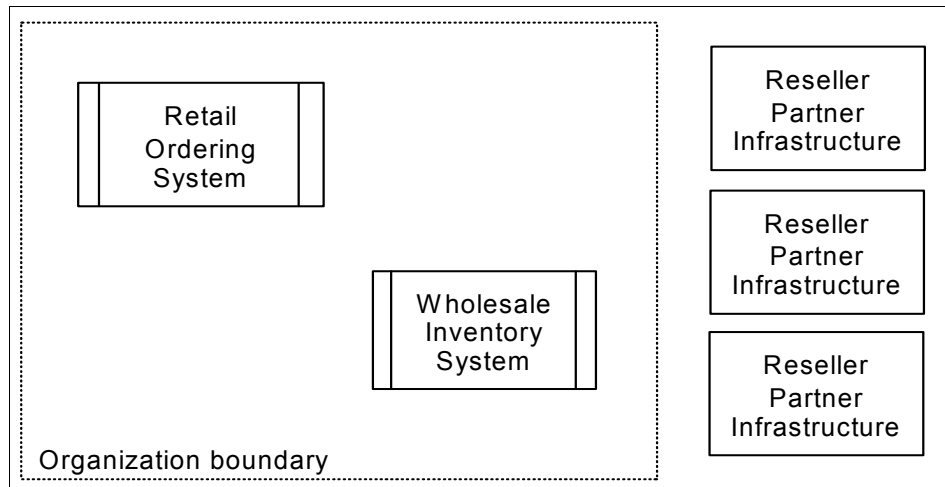 Retail
Ordering
System
Wholesale
Inventory
System
Organization boundary
Reseller
Partner
Infrastructure
Reseller
Partner
Infrastructure
Reseller
Partner
Infrastructure